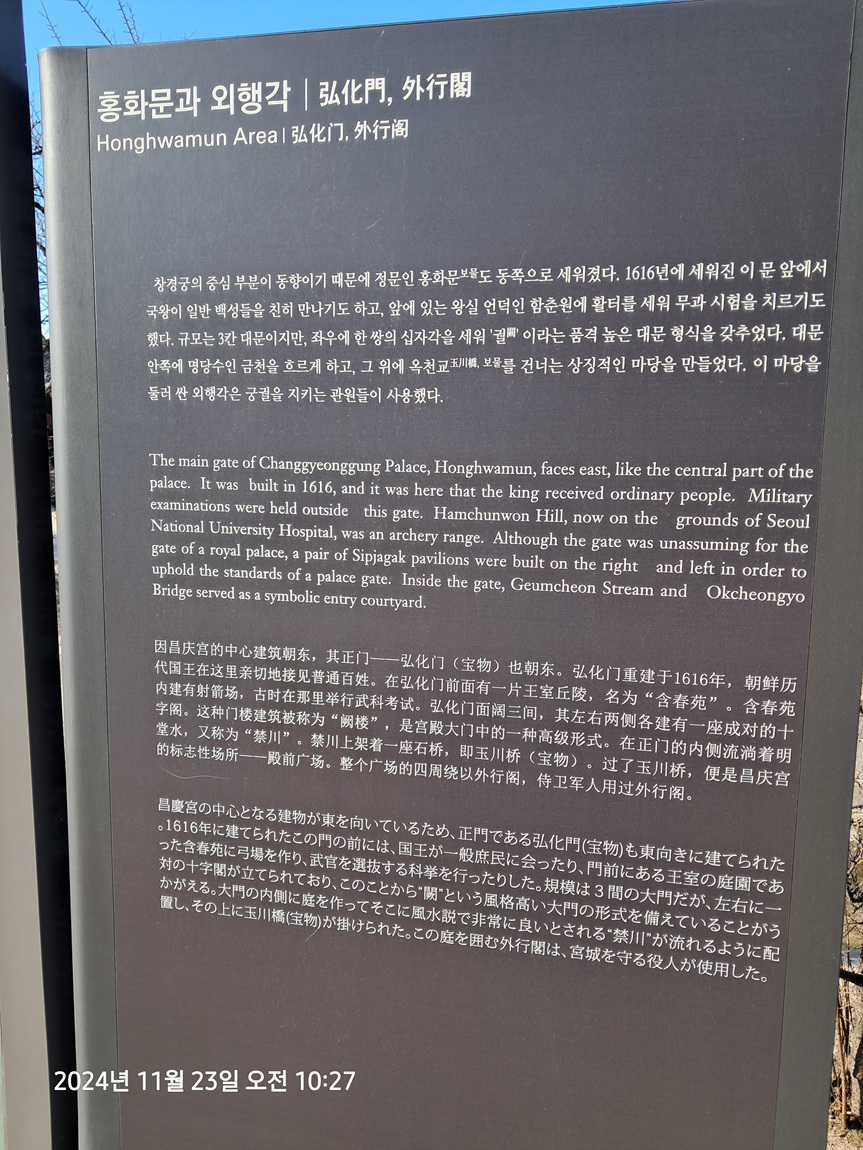 홍화문과 외행각 | 弘化門, 外行閣
Honghwamun Area | 弘化门, 外行阁
창경궁의 중심 부분이 동향이기 때문에 정문인 홍화문보물도 동쪽으로 세워졌다. 1616년에 세워진 이 문 앞에서
국왕이 일반 백성들을 친히 만나기도 하고, 앞에 있는 왕실 언덕인 함춘원에 활터를 세워 무과 시험을 치르기도
했다. 규모는 3칸 대문이지만, 좌우에 한 쌍의 십자각을 세워 '궐闕' 이라는 품격 높은 대문 형식을 갖추었다. 대문
안쪽에 명당수인 금천을 흐르게 하고, 그 위에 옥천교玉川橋, 보물를 건너는 상징적인 마당을 만들었다. 이 마당을
둘러 싼 외행각은 궁궐을 지키는 관원들이 사용했다.
The main gate of Changgyeonggung Palace, Honghwamun, faces east, like the central part of the
palace. It was built in 1616, and it was here that the king received ordinary people. Military
examinations were held outside this gate. Hamchunwon Hill, now on the grounds of Seoul
National University Hospital, was an archery range. Although the gate was unassuming for the
gate of a royal palace, a pair of Sipjagak pavilions were built on the right and left in order to
uphold the standards of a palace gate. Inside the gate, Geumcheon Stream and Okcheongyo
Bridge served as a symbolic entry courtyard.
因昌庆宫的中心建筑朝东，其正门——弘化门（宝物）也朝东。弘化门重建于1616年，朝鲜历
代国王在这里亲切地接见普通百姓。在弘化门前面有一片王室丘陵，名为“含春苑”。含春苑
内建有射箭场，古时在那里举行武科考试。弘化门面阔三间，其左右两侧各建有一座成对的十
字阁。这种门楼建筑被称为“阙楼”，是宫殿大门中的一种高级形式。在正门的内侧流淌着明
堂水，又称为“禁川”。禁川上架着一座石桥，即玉川桥（宝物）。过了玉川桥，便是昌庆宫
的标志性场所——殿前广场。整个广场的四周绕以外行阁，侍卫军人用过外行阁。
昌慶宮の中心となる建物が東を向いているため、正門である弘化門(宝物)も東向きに建てられた
。1616年に建てられたこの門の前には、国王が一般庶民に会ったり、門前にある王室の庭園であ
った含春苑に弓場を作り、武官を選抜する科挙を行ったりした。規模は３間の大門だが、左右に一
対の十字閣が立てられており、このことから“闕”という風格高い大門の形式を備えていることがう
かがえる。大門の内側に庭を作ってそこに風水説で非常に良いとされる“禁川”が流れるように配
置し、その上に玉川橋(宝物)が掛けられた。この庭を囲む外行閣は、宮城を守る役人が使用した。
2024년 11월 23일 오전 10:27